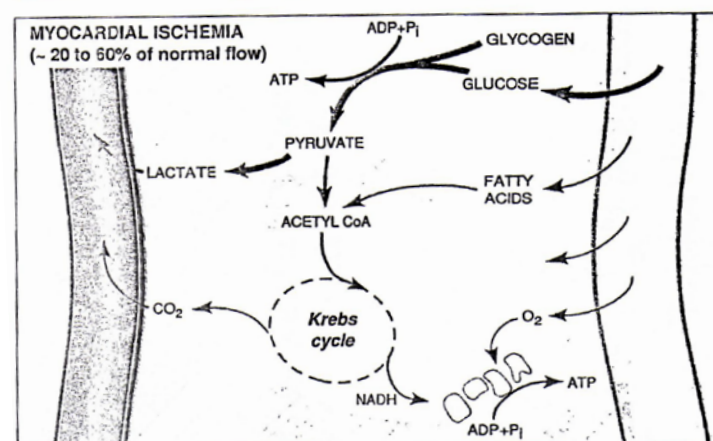 MYOCARDIAL ISCHEMIA
(~ 20 to 60% of normal flow)
ADP+Pi
GLYCOGEN
ATP
GLUCOSE
PYRUVATE
LACTATE
FATTY
ACIDS
ACETYL CoA
CO2
Krebs
cycle
O2
NADH
ATP
ADP+Pi